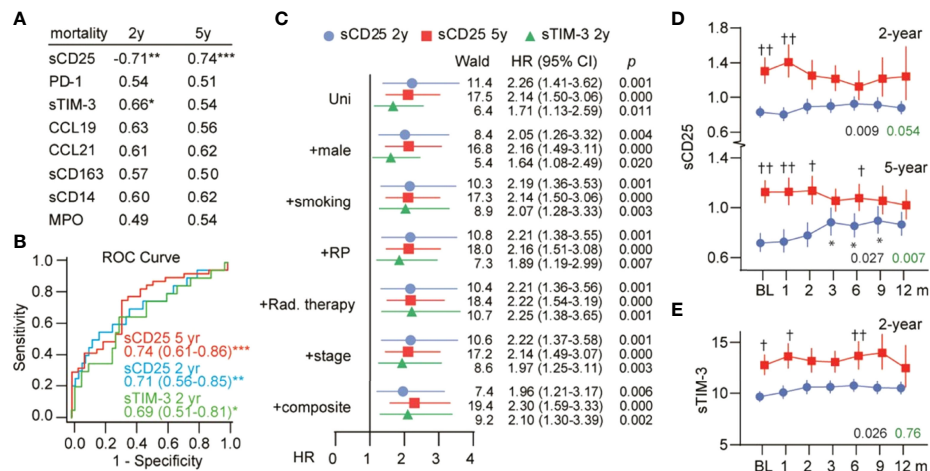 A
mortality 2y 5y
sCD25 -0.71** 0.74***
PD-1 0.54 0.51
sTIM-3 0.66* 0.54
CCL19 0.63 0.56
CCL21 0.61 0.62
sCD163 0.57 0.50
sCD14 0.60 0.62
MPO 0.49 0.54
B
ROC Curve
Sensitivity
1.0
0.8
0.6
0.4
0.2
0.0
sCD25 5 yr
0.74 (0.61-0.86)***
sCD25 2 yr
0.71 (0.56-0.85)**
sTIM-3 2 yr
0.69 (0.51-0.81)*
0.0 0.2 0.4 0.6 0.8 1.0
1 - Specificity
C
sCD25 2y sCD25 5y sTIM-3 2y
Wald HR (95% CI) p
Uni
11.4 2.26 (1.41-3.62) 0.001
17.5 2.14 (1.50-3.06) 0.000
6.4 1.71 (1.13-2.59) 0.011
+male
8.4 2.05 (1.26-3.32) 0.004
16.8 2.16 (1.49-3.11) 0.000
5.4 1.64 (1.08-2.49) 0.020
+smoking
10.3 2.19 (1.36-3.53) 0.001
17.3 2.14 (1.50-3.06) 0.000
8.9 2.07 (1.28-3.33) 0.003
+RP
10.8 2.21 (1.38-3.55) 0.001
18.0 2.16 (1.51-3.08) 0.000
7.3 1.89 (1.19-2.99) 0.007
+Rad. therapy
10.4 2.21 (1.36-3.56) 0.001
18.4 2.22 (1.54-3.19) 0.000
10.7 2.25 (1.38-3.65) 0.001
+stage
10.6 2.22 (1.37-3.58) 0.001
17.2 2.14 (1.49-3.07) 0.000
8.6 1.97 (1.25-3.11) 0.003
+composite
7.4 1.96 (1.21-3.17) 0.006
19.4 2.30 (1.59-3.33) 0.000
9.2 2.10 (1.30-3.39) 0.002
HR 0 1 2 3 4
D
2-year
†† ††
1.8
1.4
1.0
0.6
0.009 0.054
sCD25
5-year
†† †† † †
1.4
1.0
0.6
* * *
0.027 0.007
BL 1 2 3 6 9 12 m
E
2-year
† † ††
15
10
5
sTIM-3
0.026 0.76
BL 1 2 3 6 9 12 m